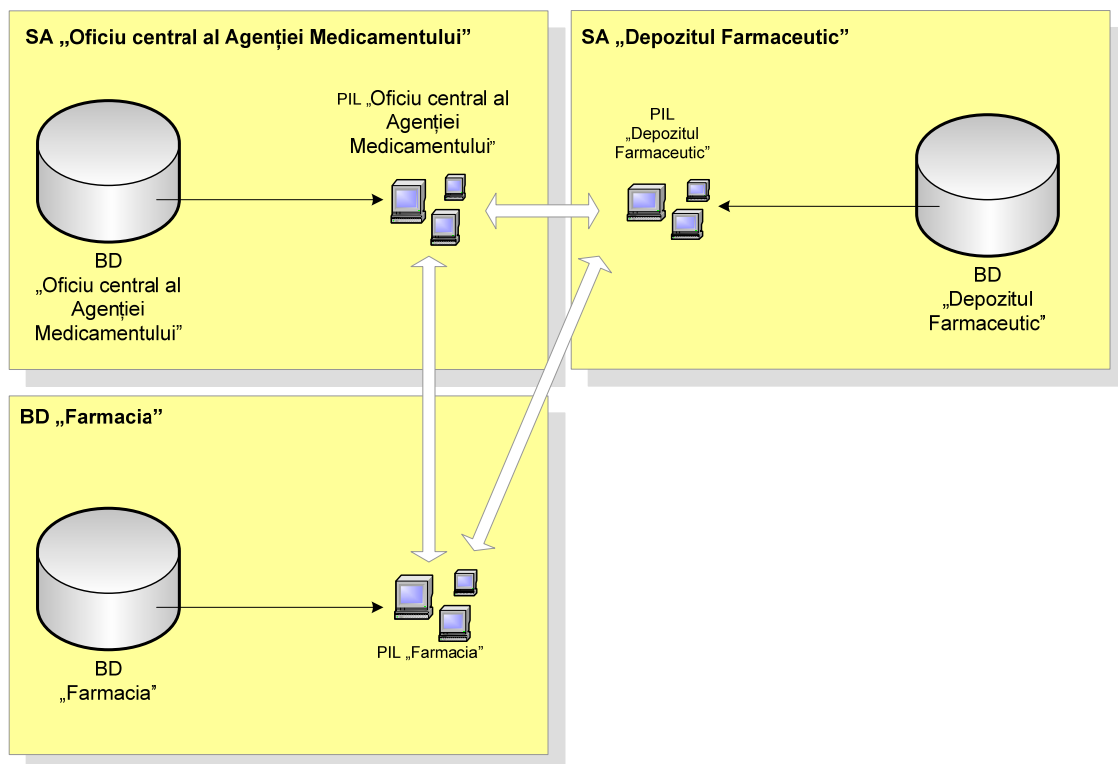 SA „Oficiu central al Agenției Medicamentului”
PIL „Oficiu central al
Agenției
Medicamentului”
BD
„Oficiu central al
Agenției
Medicamentului”
SA „Depozitul Farmaceutic”
PIL
„Depozitul
Farmaceutic”
BD
„Depozitul
Farmaceutic”
BD „Farmacia”
BD
„Farmacia”
PIL „Farmacia”